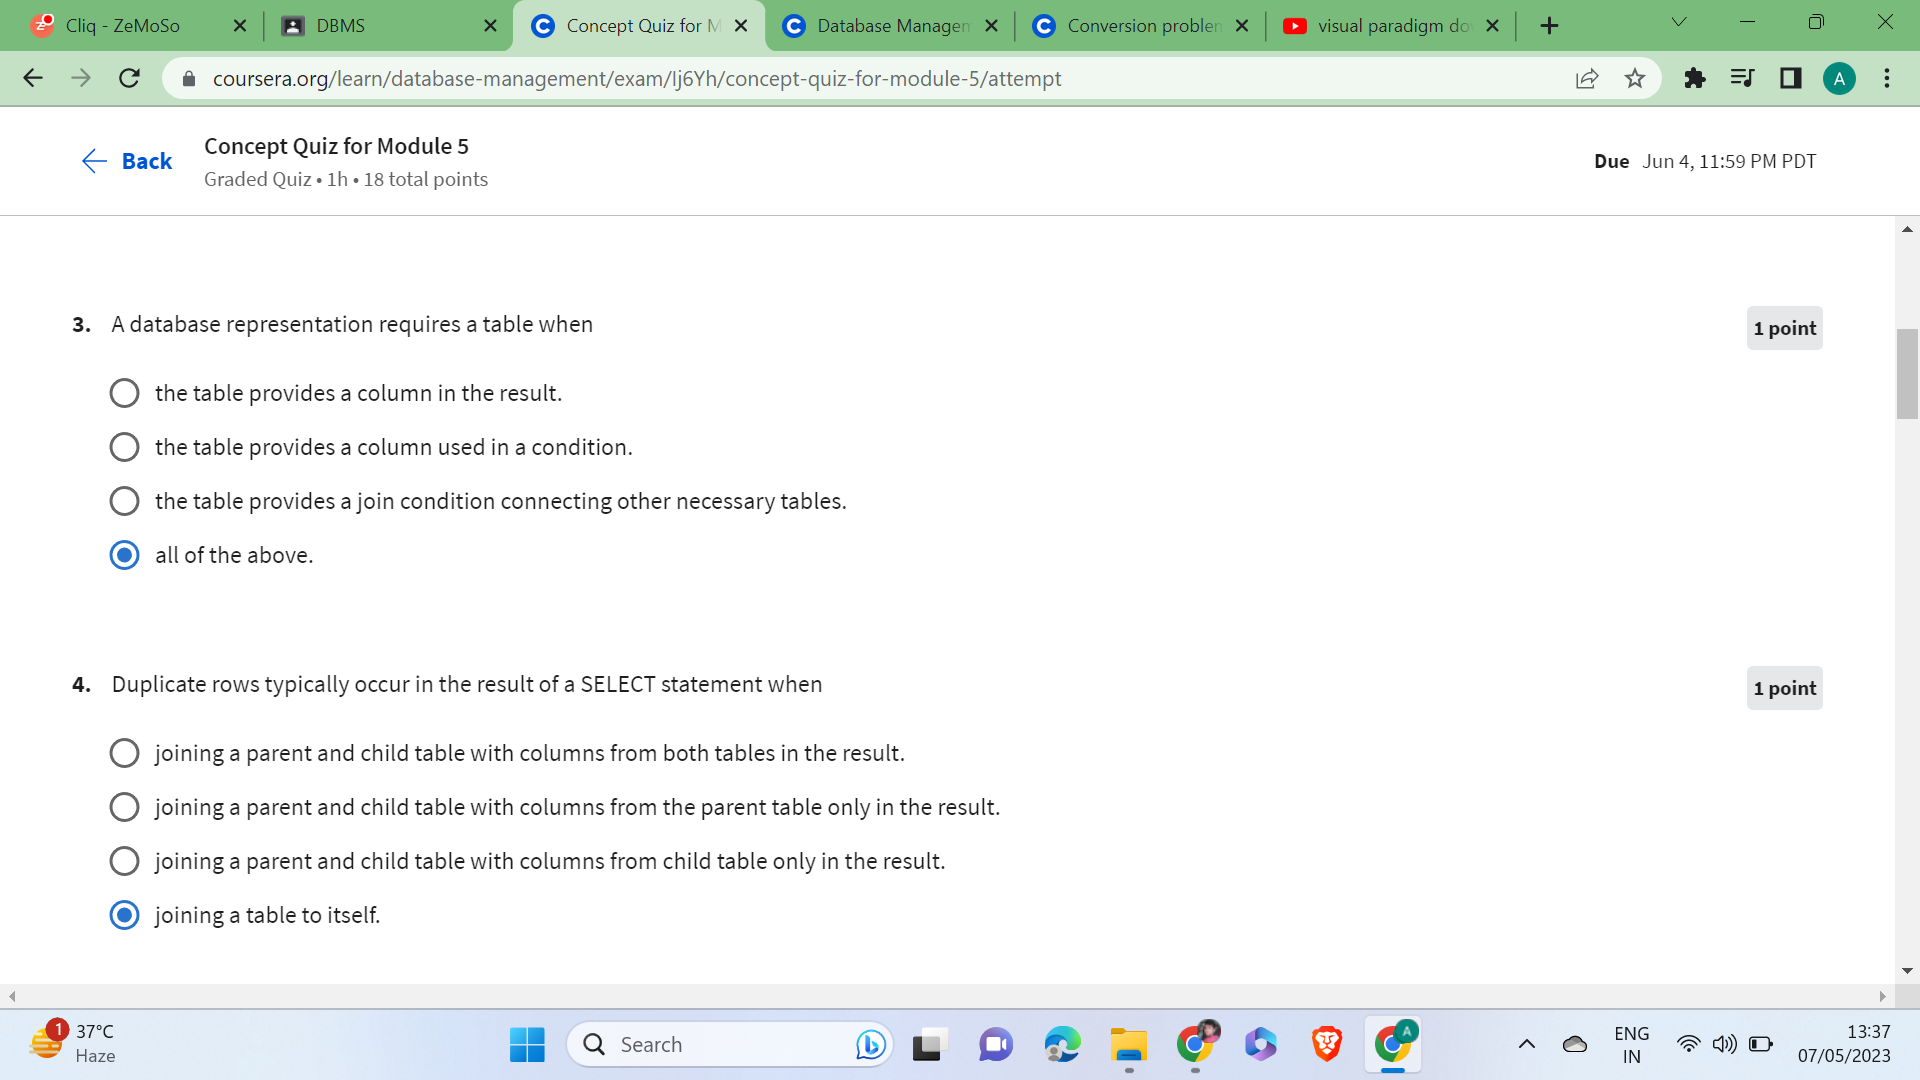 Cliq - ZeMoSo
DBMS
Concept Quiz for M
Database Managem
Conversion problem
visual paradigm do
coursera.org/learn/database-management/exam/lj6Yh/concept-quiz-for-module-5/attempt
A
Back
Concept Quiz for Module 5
Graded Quiz • 1h • 18 total points
Due Jun 4, 11:59 PM PDT
3. A database representation requires a table when
1 point
the table provides a column in the result.
the table provides a column used in a condition.
the table provides a join condition connecting other necessary tables.
all of the above.
4. Duplicate rows typically occur in the result of a SELECT statement when
1 point
joining a parent and child table with columns from both tables in the result.
joining a parent and child table with columns from the parent table only in the result.
joining a parent and child table with columns from child table only in the result.
joining a table to itself.
1
37°C
Haze
Search
A
ENG
IN
13:37
07/05/2023